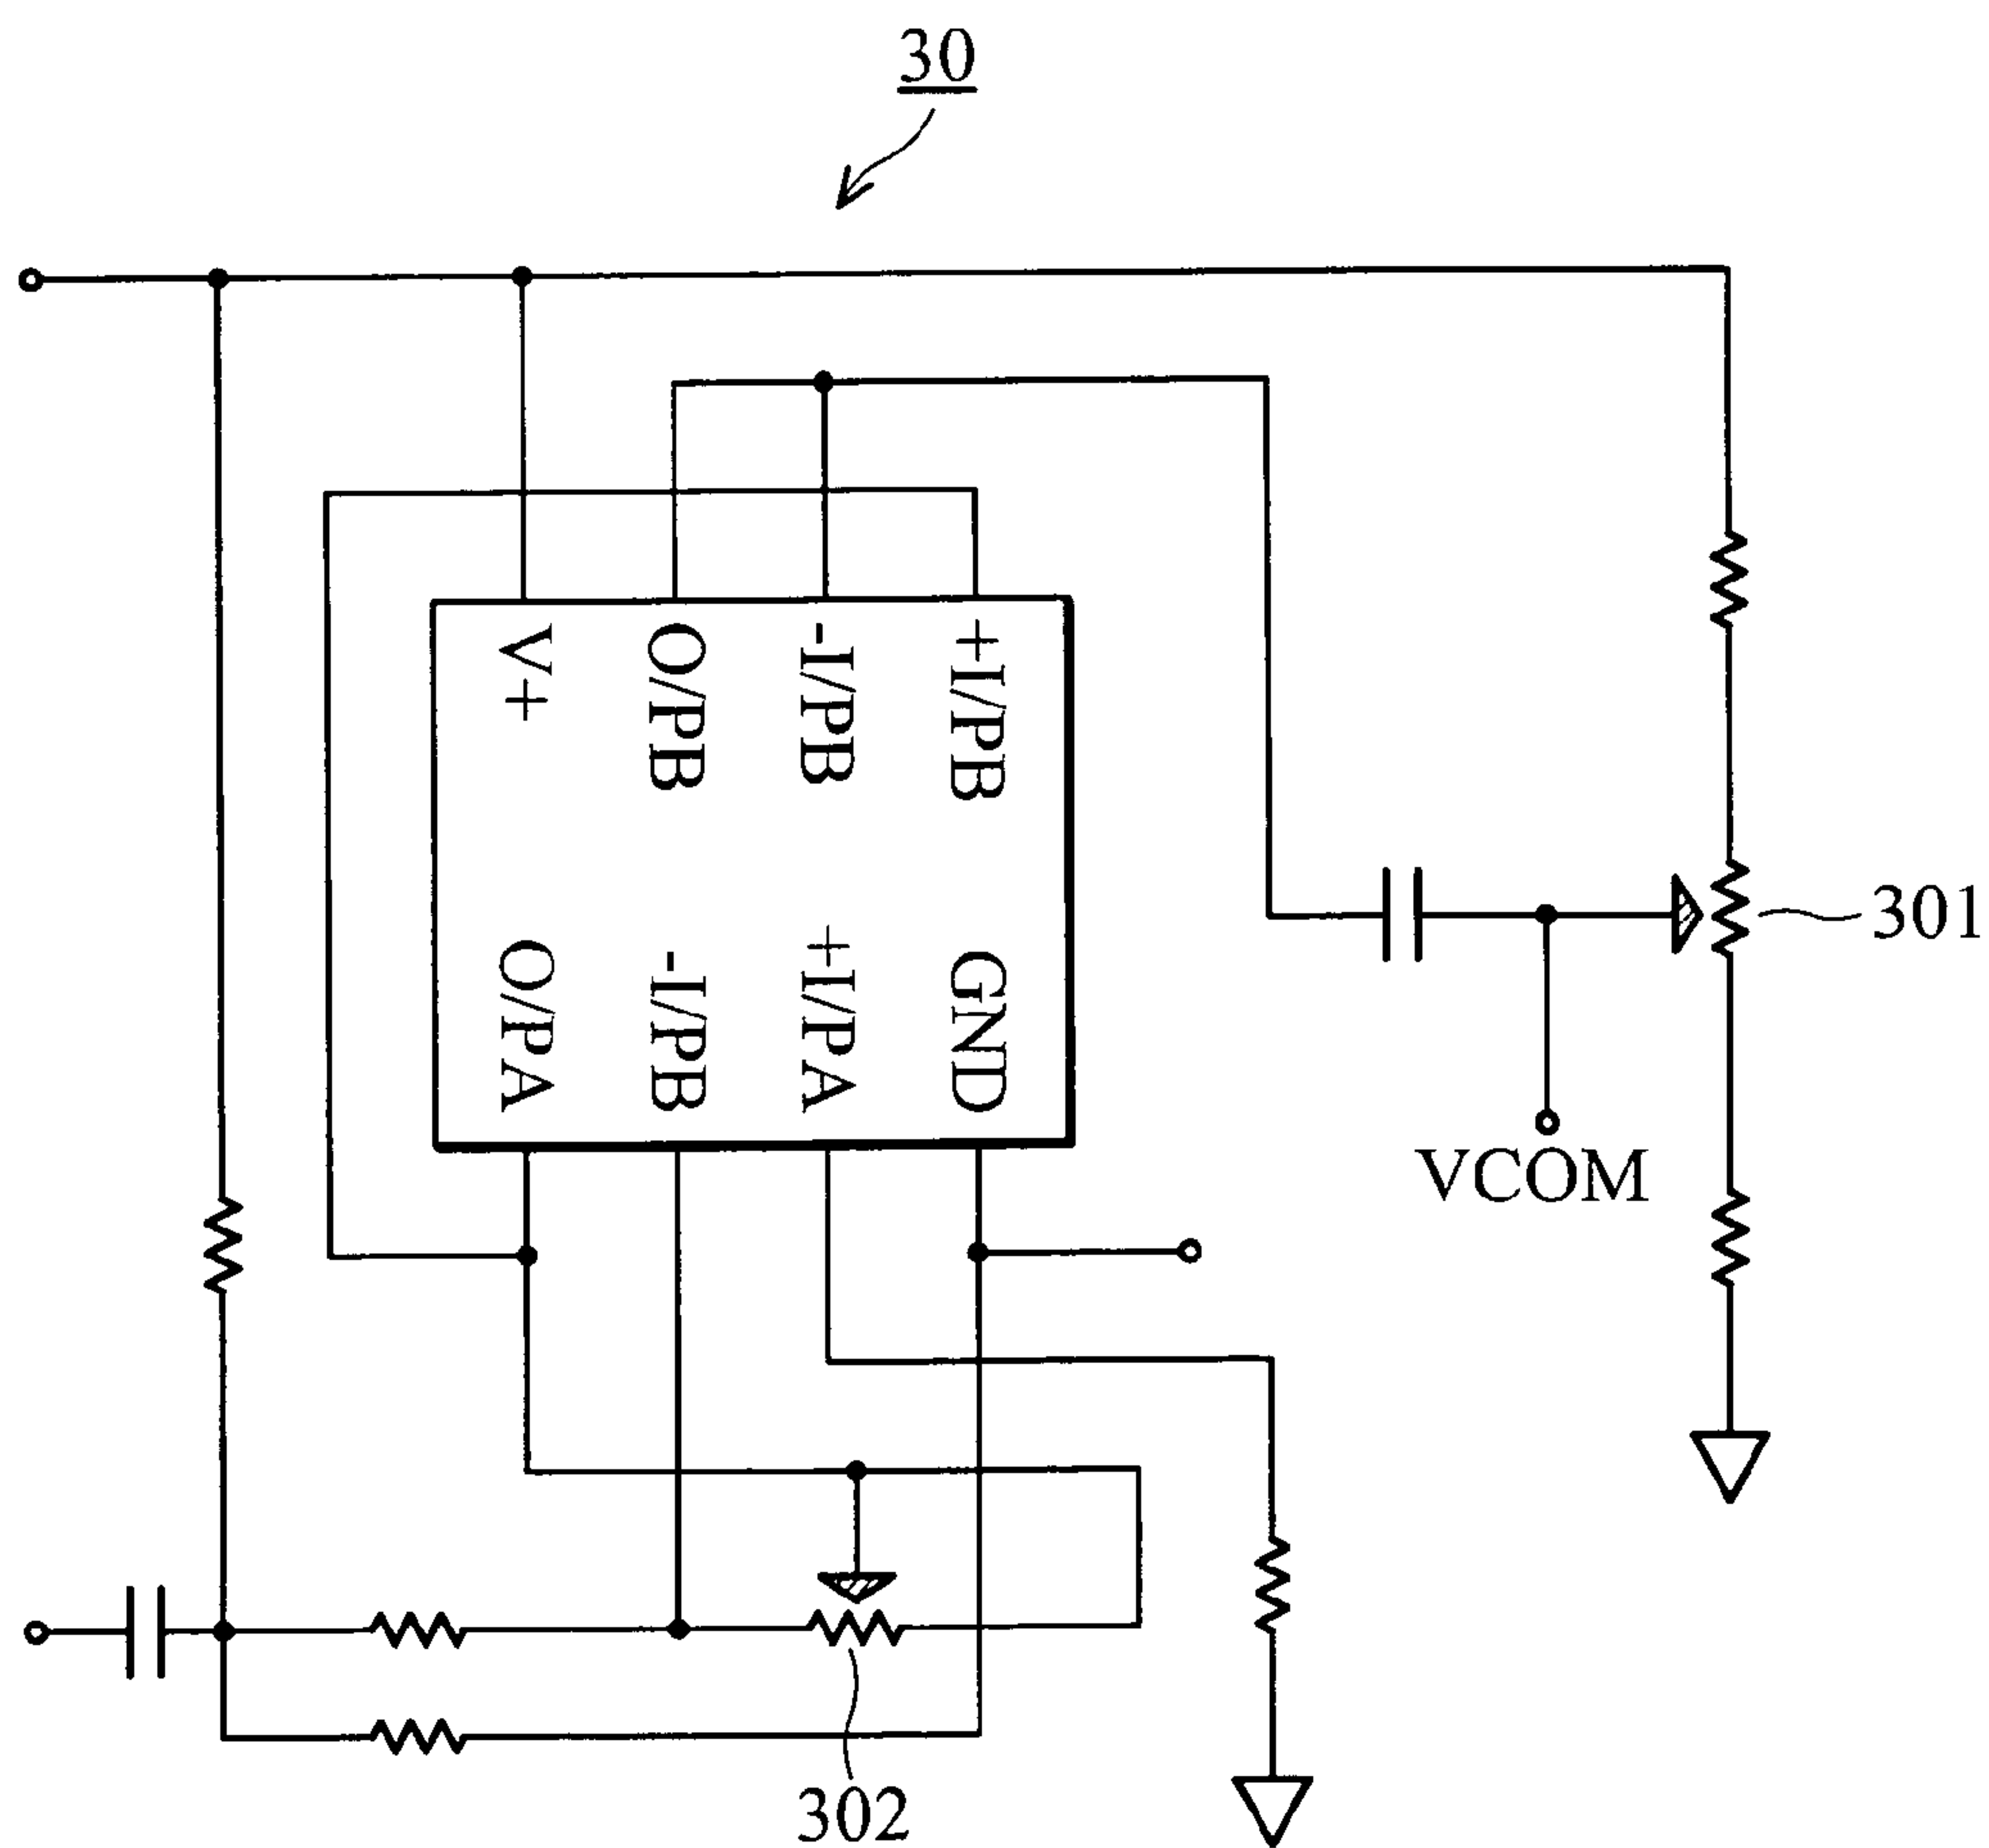 30
V+
O/PB
-I/PB
+I/PB
O/PA
-I/PB
+I/PA
GND
301
VCOM
302